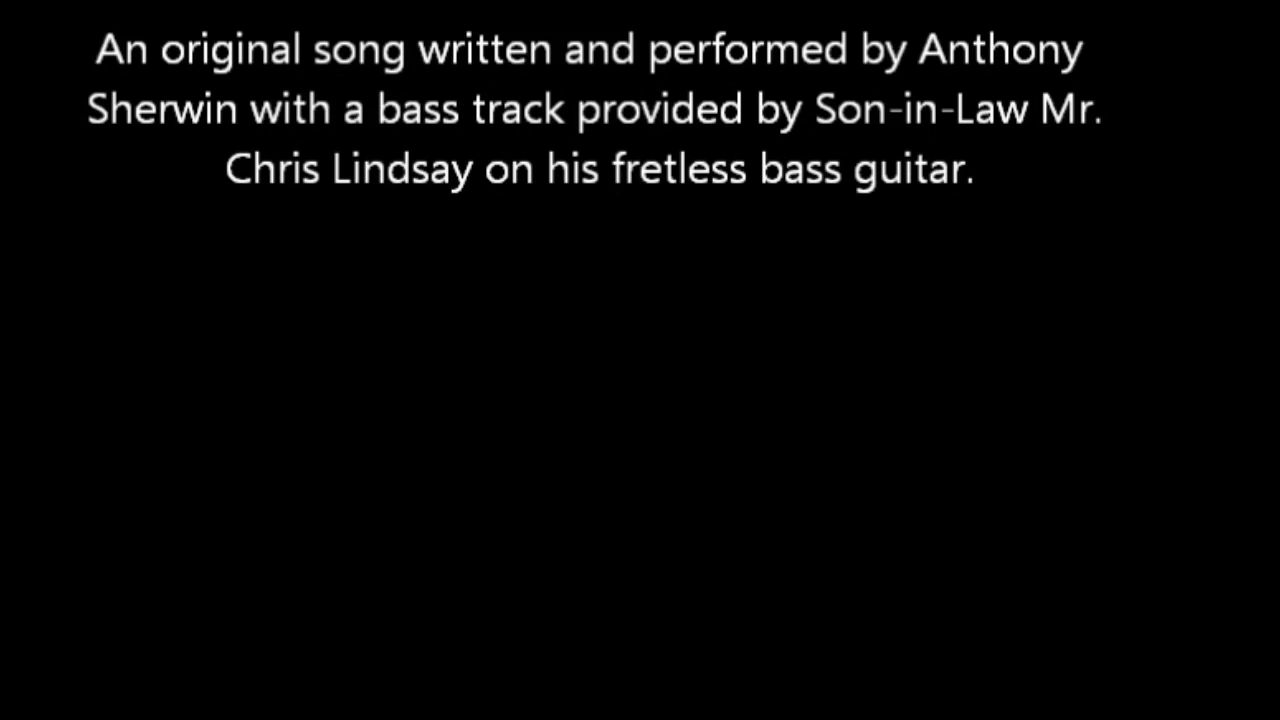 An original song written and performed by Anthony
Sherwin with a bass track provided by Son-in-Law Mr.
Chris Lindsay on his fretless bass guitar.